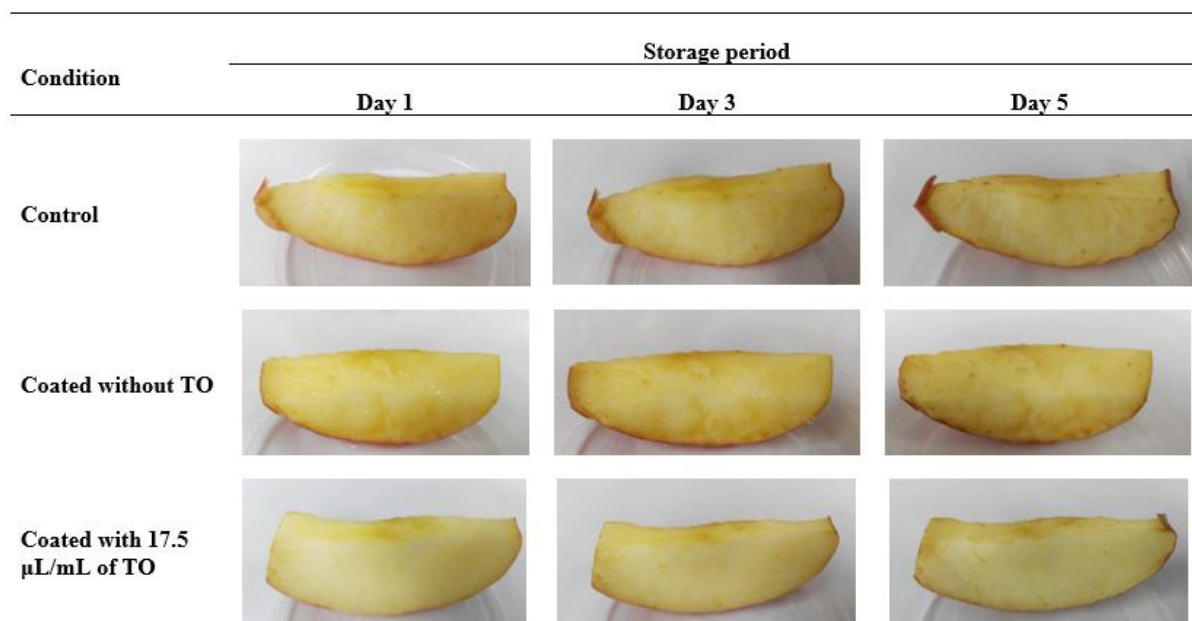 Storage period
Condition
Day 1 Day 3 Day 5
Control
Coated without TO
Coated with 17.5
µL/mL of TO